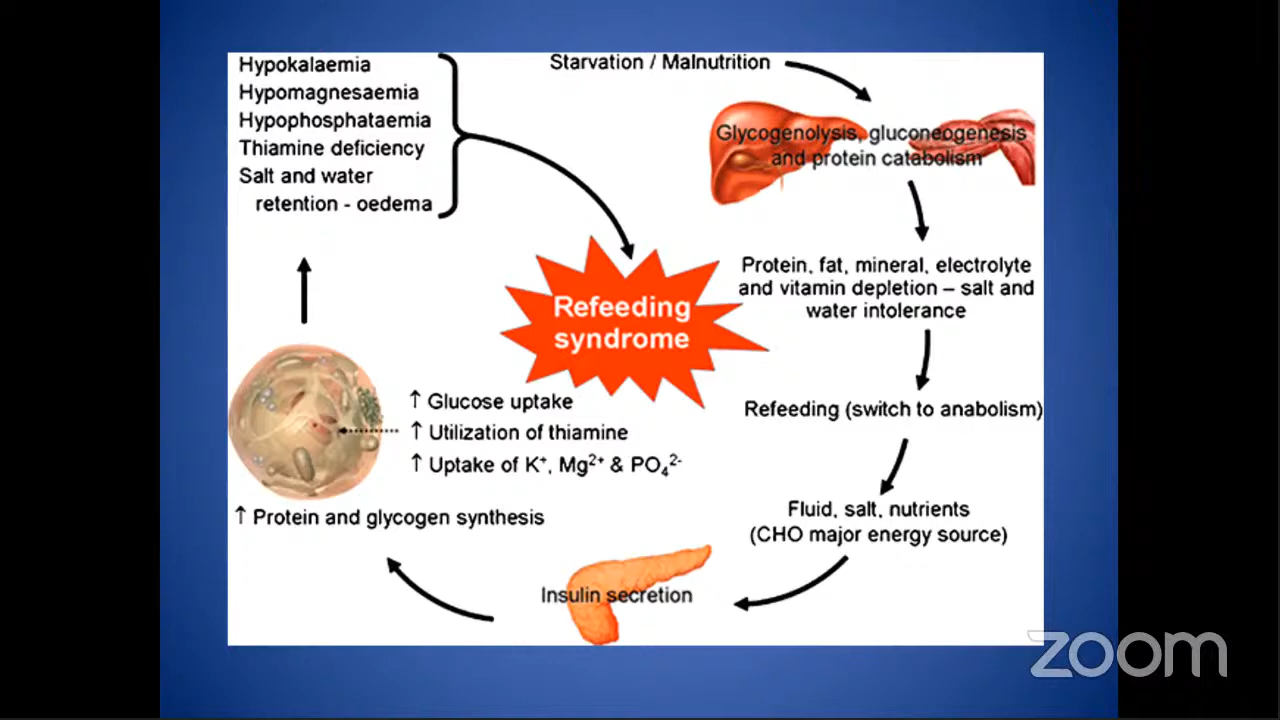 Hypokalaemia
Hypomagnesaemia
Hypophosphataemia
Thiamine deficiency
Salt and water
retention - oedema
Starvation / Malnutrition
Glycogenolysis, gluconeogenesis
and protein catabolism
Protein, fat, mineral, electrolyte
and vitamin depletion – salt and
water intolerance
Refeeding (switch to anabolism)
Fluid, salt, nutrients
(CHO major energy source)
Insulin secretion
↑ Protein and glycogen synthesis
↑ Glucose uptake
↑ Utilization of thiamine
↑ Uptake of K⁺, Mg²⁺ & PO₄²⁻
Refeeding
syndrome
zoom